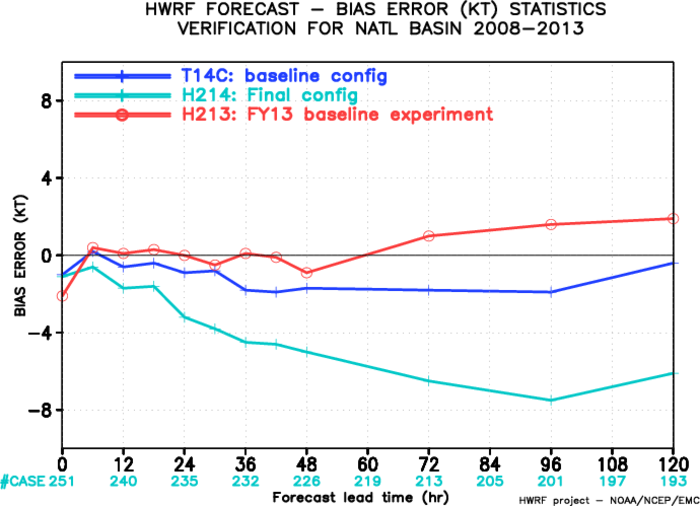 HWRF FORECAST – BIAS ERROR (KT) STATISTICS
VERIFICATION FOR NATL BASIN 2008–2013
T14C: baseline config
H214: Final config
H213: FY13 baseline experiment
8
4
0
−4
−8
BIAS ERROR (KT)
0 12 24 36 48 60 72 84 96 108 120
#CASE 251 240 235 232 226 219 213 205 201 197 193
Forecast lead time (hr)
HWRF project – NOAA/NCEP/EMC